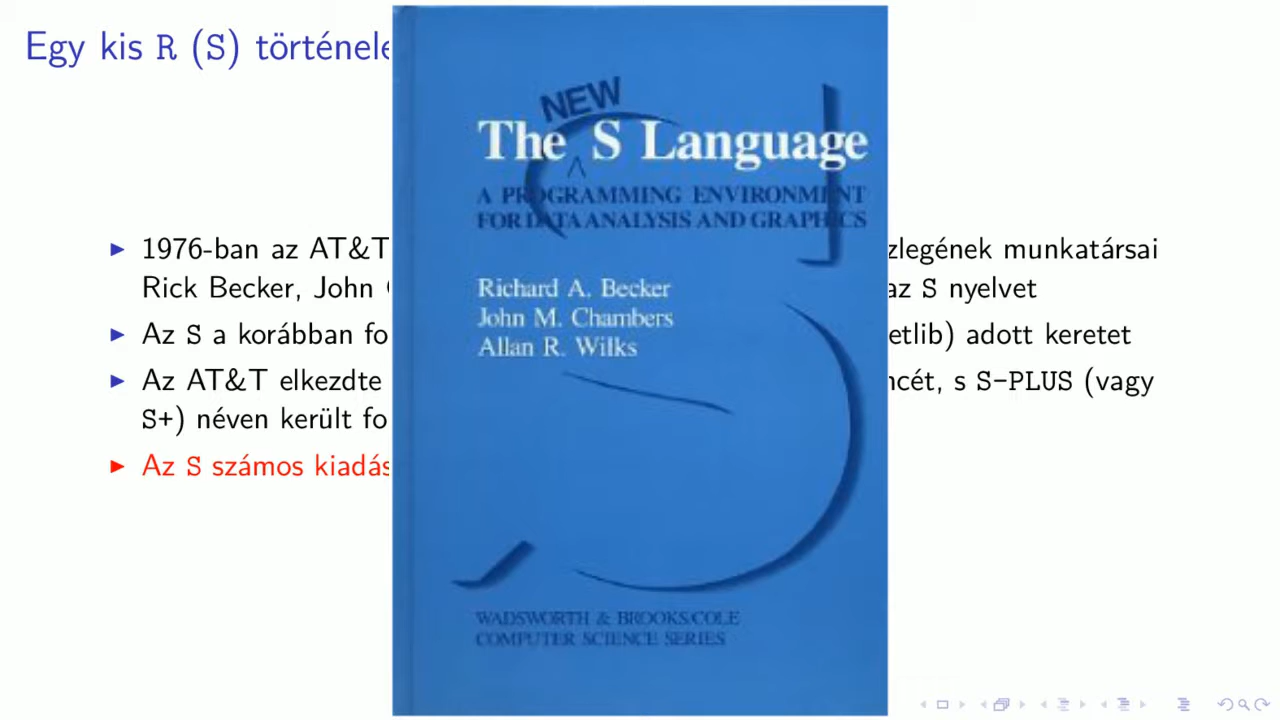 Egy kis R (S) történele
NEW
The S Language
A PROGRAMMING ENVIRONMENT
FOR DATA ANALYSIS AND GRAPHICS
Richard A. Becker
John M. Chambers
Allan R. Wilks
WADSWORTH & BROOKS/COLE
COMPUTER SCIENCE SERIES
1976-ban az AT&T zlegének munkatársai
Rick Becker, John az S nyelvet
Az S a korábban fo etlib) adott keretet
Az AT&T elkezdte ncét, s S-PLUS (vagy
S+) néven került fo
Az S számos kiadás